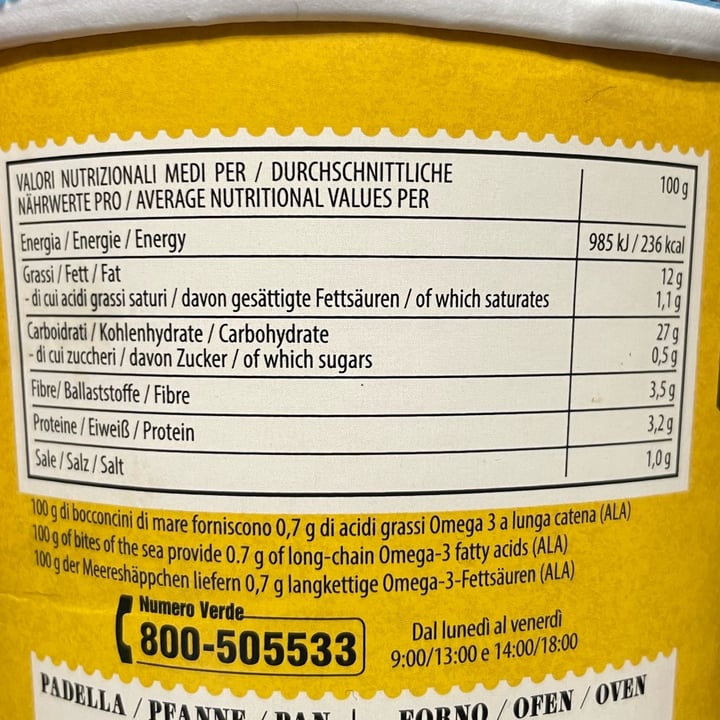 VALORI NUTRIZIONALI MEDI PER / DURCHSCHNITTLICHE
NÄHRWERTE PRO / AVERAGE NUTRITIONAL VALUES PER 100 g
Energia / Energie / Energy 985 kJ / 236 kcal
Grassi / Fett / Fat 12 g
- di cui acidi grassi saturi / davon gesättigte Fettsäuren / of which saturates 1,1 g
Carboidrati / Kohlenhydrate / Carbohydrate 27 g
- di cui zuccheri / davon Zucker / of which sugars 0,5 g
Fibre/ Ballaststoffe / Fibre 3,5 g
Proteine / Eiweiß / Protein 3,2 g
Sale / Salz / Salt 1,0 g
100 g di bocconcini di mare forniscono 0,7 g di acidi grassi Omega 3 a lunga catena (ALA)
100 g of bites of the sea provide 0.7 g of long-chain Omega-3 fatty acids (ALA)
100 g der Meereshäppchen liefern 0,7 g langkettige Omega-3-Fettsäuren (ALA)
Numero Verde
800-505533
Dal lunedì al venerdì
9:00/13:00 e 14:00/18:00
PADELLA / PFANNE / PAN
FORNO / OFEN / OVEN